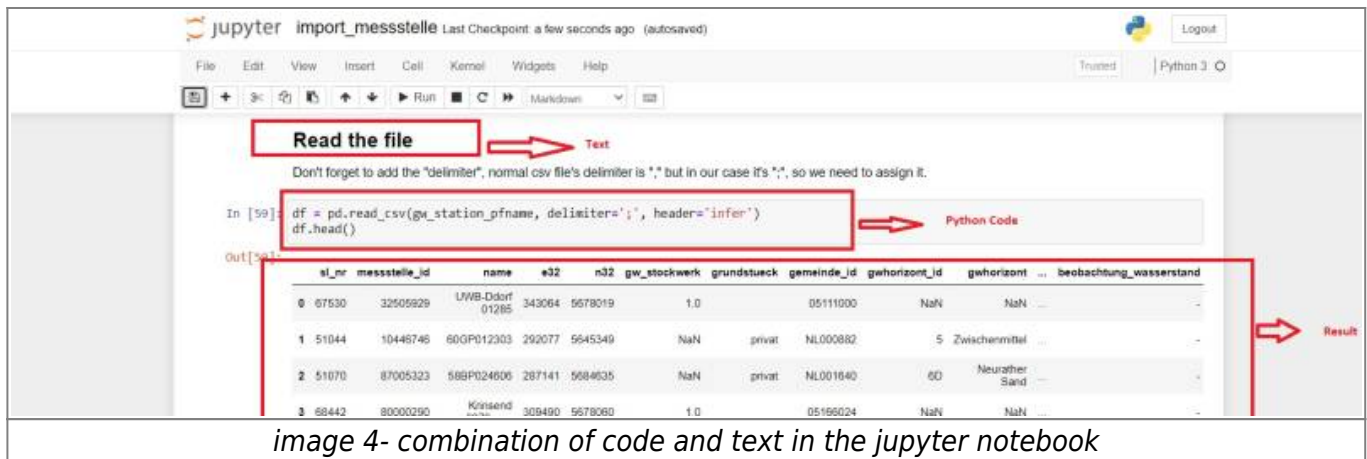 jupyter import_messstelle Last Checkpoint: a few seconds ago (autosaved)
Logout
File Edit View Insert Cell Kernel Widgets Help
Trusted Python 3
Run Markdown
Read the file
Text
Don't forget to add the "delimiter", normal csv file's delimiter is "," but in our case it's ";", so we need to assign it.
In [59]: df = pd.read_csv(gw_station_pfname, delimiter=';', header='infer')
df.head()
Python Code
Out[59]:
sl_nr messstelle_id name e32 n32 gw_stockwerk grundstueck gemeinde_id gwhorizont_id gwhorizont ... beobachtung_wasserstand
0 67530 32505929 UWB-Ddorf 01285 343064 5678019 1.0 05111000 NaN NaN ... -
1 51044 10446746 60GP012303 292077 5645349 NaN privat NL000882 5 Zwischenmittel ... -
2 51070 87005323 58BP024606 287141 5684635 NaN privat NL001640 6D Neurather Sand ... -
3 68442 80000290 Krinsend 309490 5678060 1.0 05166024 NaN NaN ... -
Result
image 4- combination of code and text in the jupyter notebook